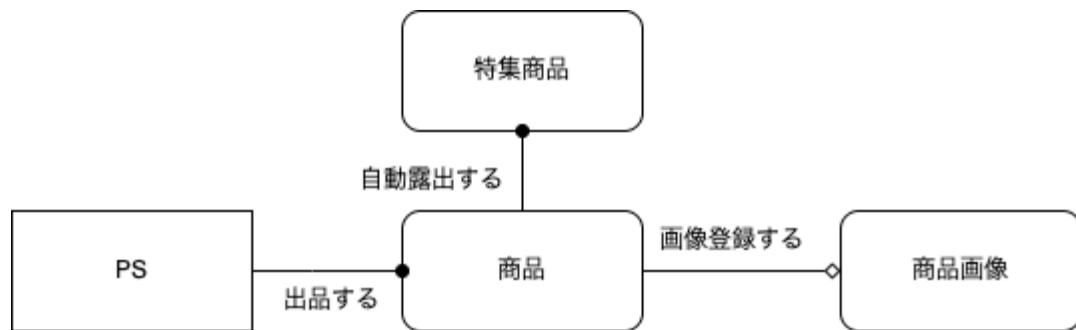 特集商品
自動露出する
画像登録する
PS
商品
商品画像
出品する